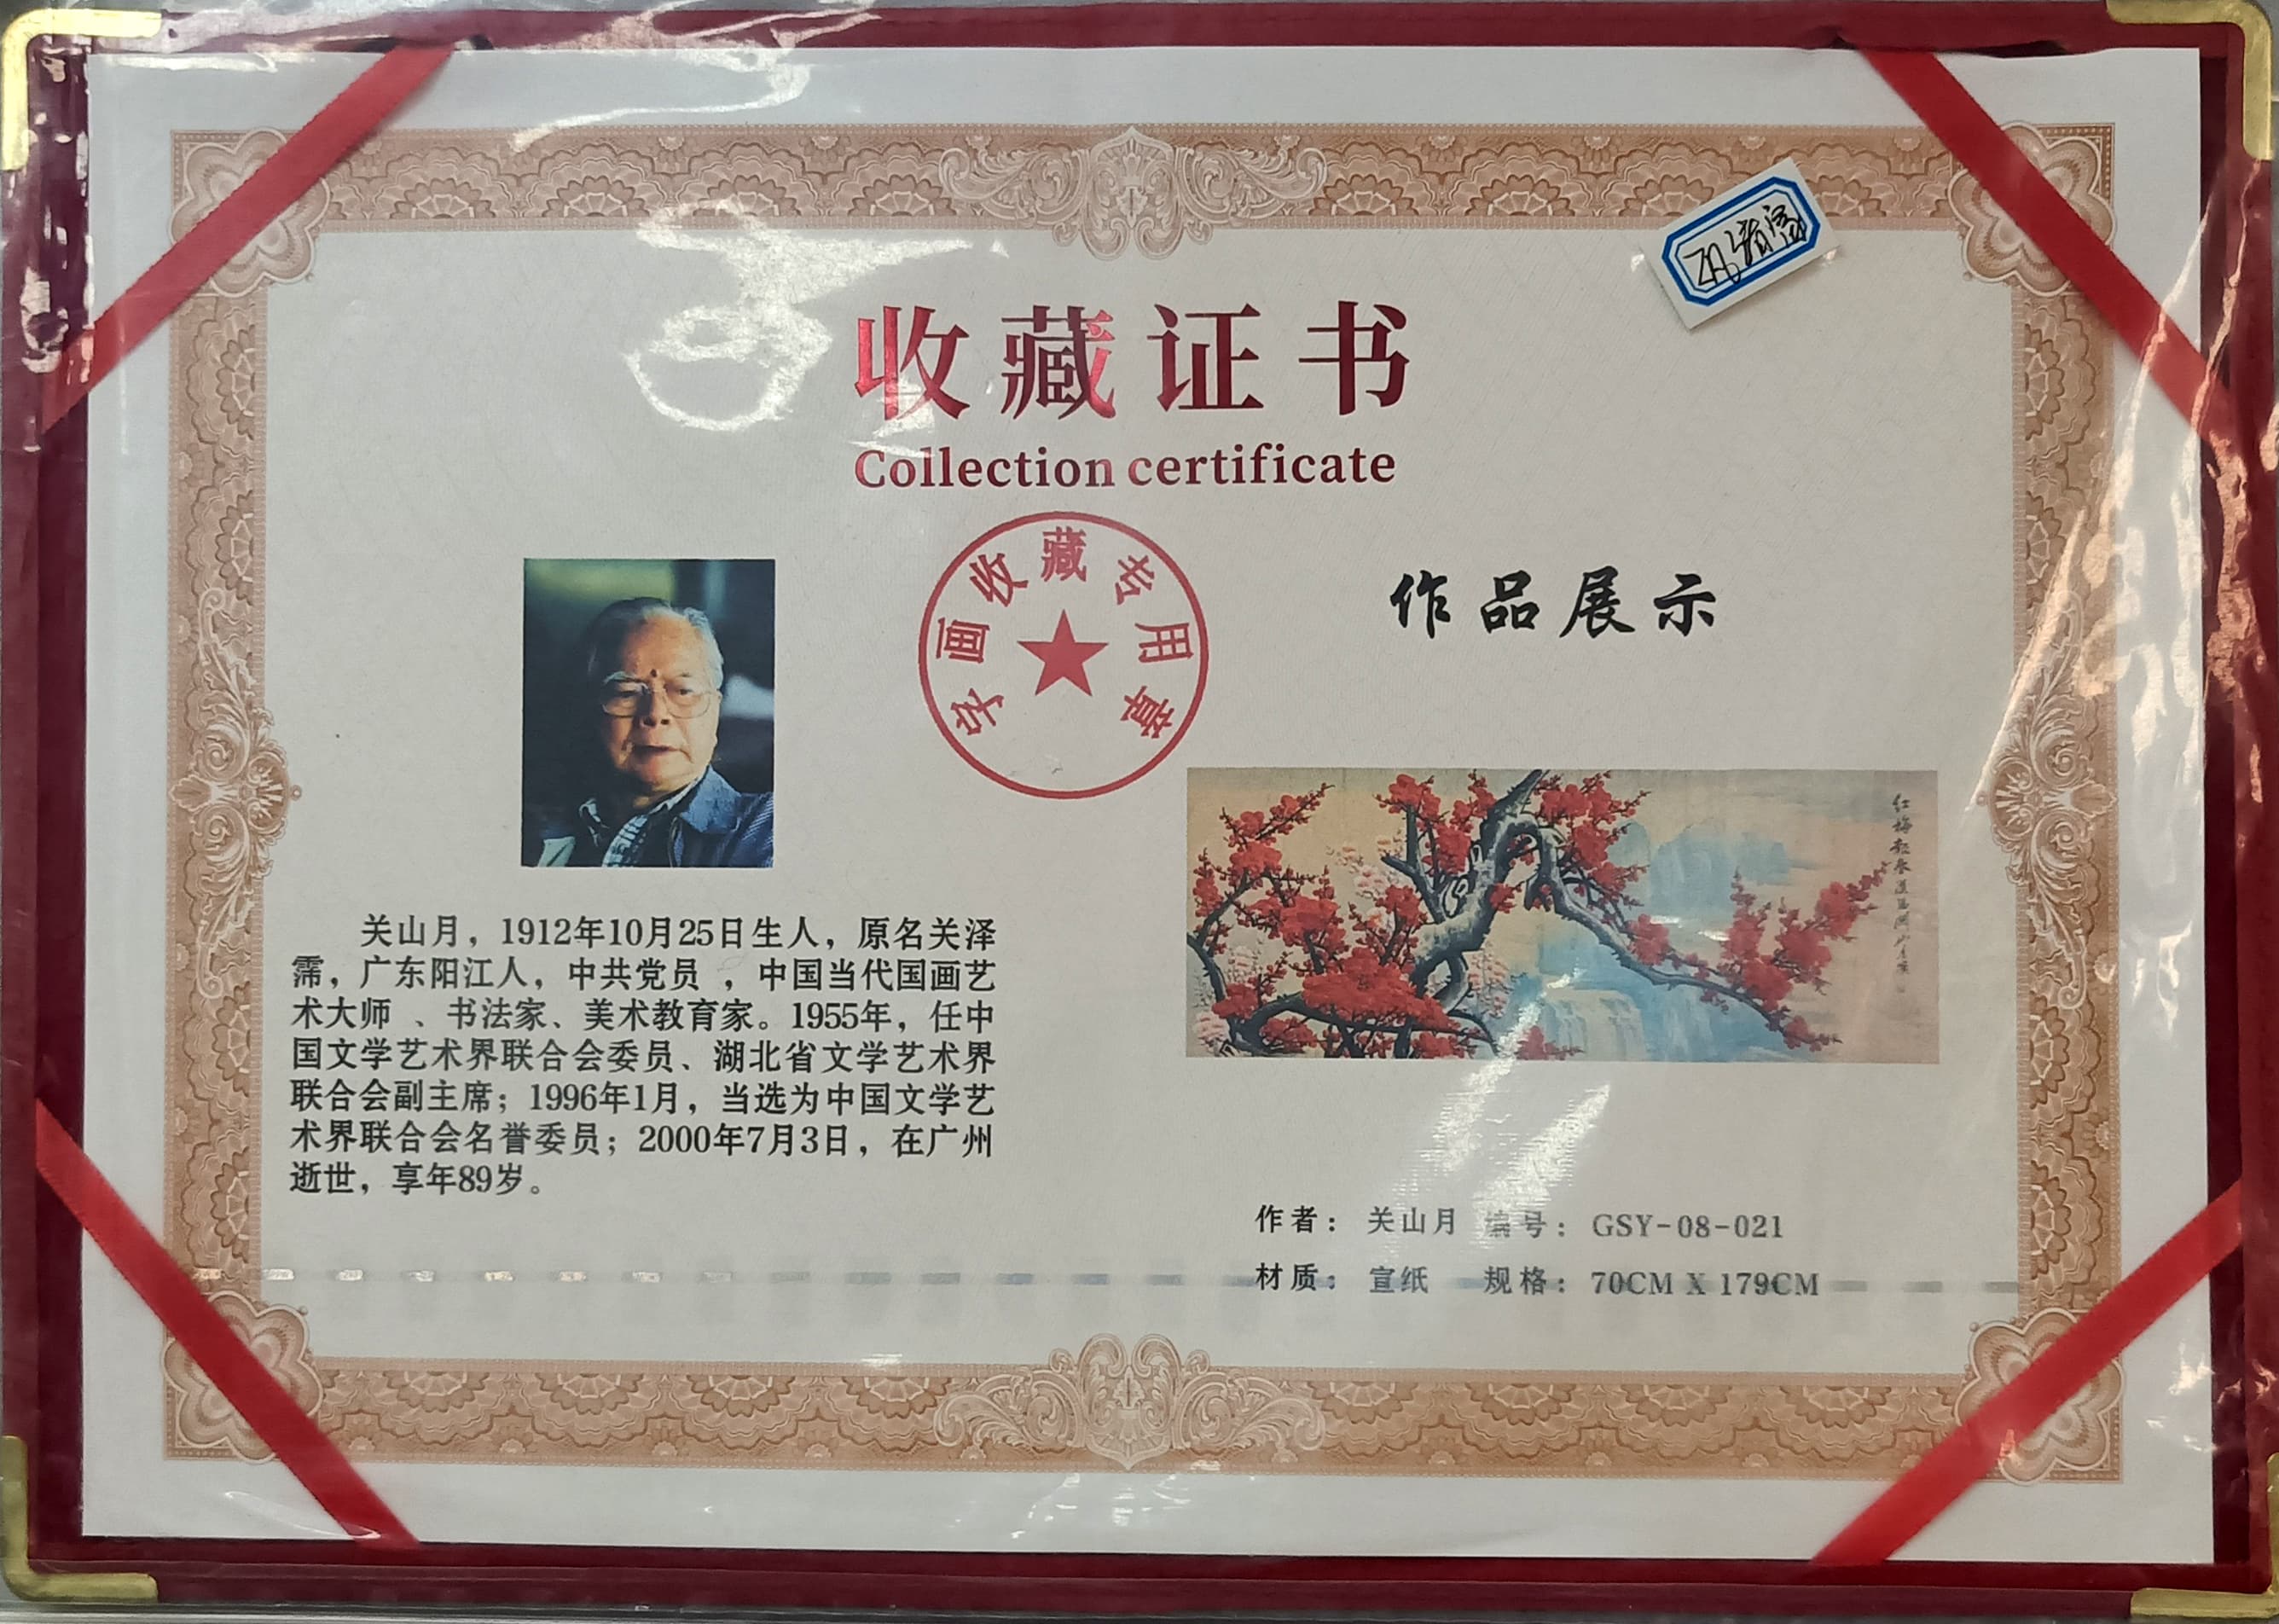 收藏证书
Collection certificate
字画收藏专用章
作品展示
关山月，1912年10月25日生人，原名关泽
霈，广东阳江人，中共党员 ，中国当代国画艺
术大师 、书法家、美术教育家。1955年，任中
国文学艺术界联合会委员、湖北省文学艺术界
联合会副主席；1996年1月，当选为中国文学艺
术界联合会名誉委员；2000年7月3日，在广州
逝世，享年89岁。
红梅报春
作者： 关山月 编号： GSY-08-021
材质： 宣纸 规格： 70CM X 179CM